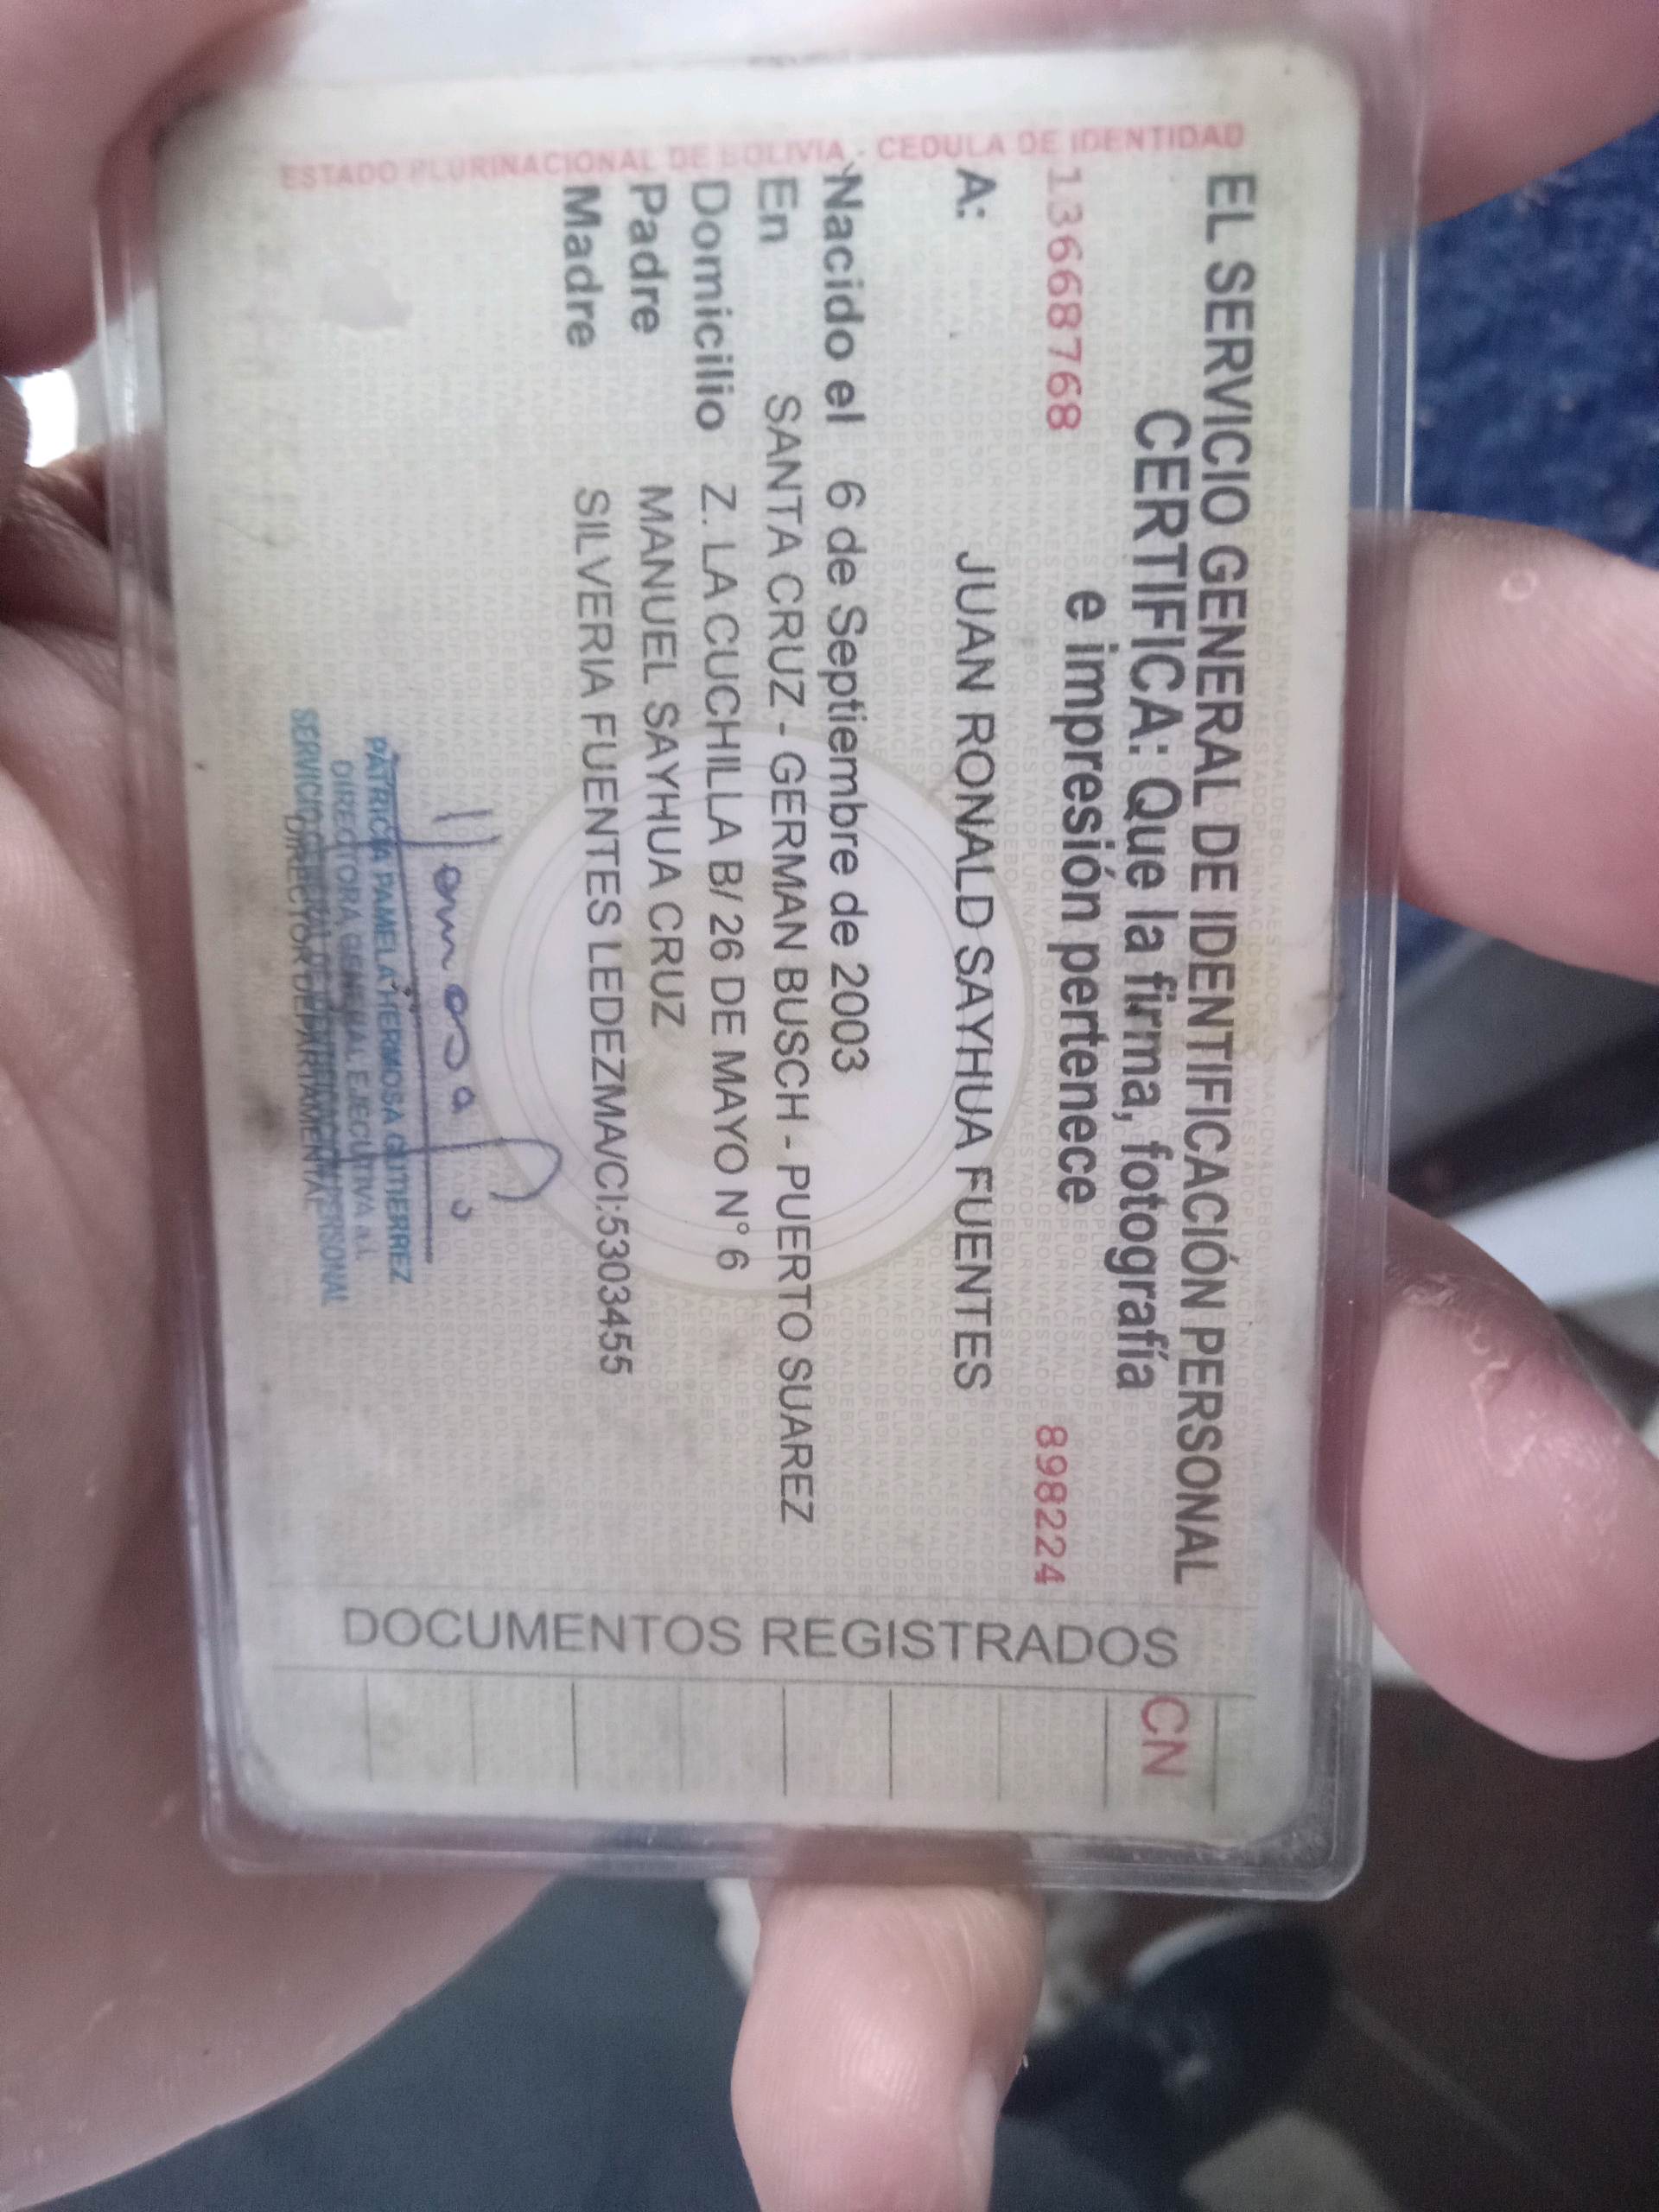 ESTADO PLURINACIONAL DE BOLIVIA - CEDULA DE IDENTIDAD
EL SERVICIO GENERAL DE IDENTIFICACIÓN PERSONAL
CERTIFICA: Que la firma, fotografía
e impresión pertenece
13668768
898224
A: JUAN RONALD SAYHUA FUENTES
Nacido el 6 de Septiembre de 2003
En SANTA CRUZ - GERMAN BUSCH - PUERTO SUAREZ
Domicilio Z. LA CUCHILLA B/ 26 DE MAYO N° 6
Padre MANUEL SAYHUA CRUZ
Madre SILVERIA FUENTES LEDEZMA/CI:5303455
PATRICIA PAMELA HERMOSA GUTIERREZ
DIRECTORA GENERAL EJECUTIVA a.i.
SERVICIO GENERAL DE IDENTIFICACIÓN PERSONAL
DIRECTOR DEPARTAMENTAL
DOCUMENTOS REGISTRADOS
CN